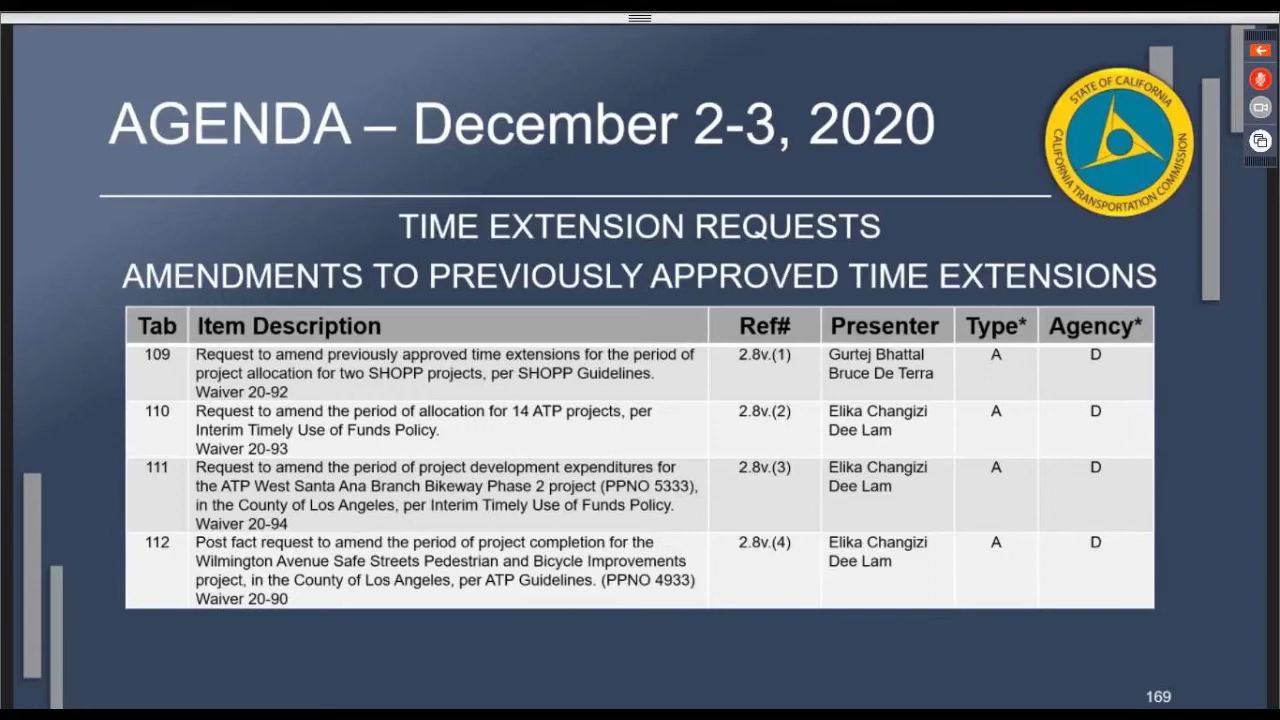 AGENDA – December 2-3, 2020
STATE OF CALIFORNIA
CALIFORNIA TRANSPORTATION COMMISSION
TIME EXTENSION REQUESTS
AMENDMENTS TO PREVIOUSLY APPROVED TIME EXTENSIONS
Tab Item Description Ref# Presenter Type* Agency*
109 Request to amend previously approved time extensions for the period of 2.8v.(1) Gurtej Bhattal A D
project allocation for two SHOPP projects, per SHOPP Guidelines. Bruce De Terra
Waiver 20-92
110 Request to amend the period of allocation for 14 ATP projects, per 2.8v.(2) Elika Changizi A D
Interim Timely Use of Funds Policy. Dee Lam
Waiver 20-93
111 Request to amend the period of project development expenditures for 2.8v.(3) Elika Changizi A D
the ATP West Santa Ana Branch Bikeway Phase 2 project (PPNO 5333), Dee Lam
in the County of Los Angeles, per Interim Timely Use of Funds Policy.
Waiver 20-94
112 Post fact request to amend the period of project completion for the 2.8v.(4) Elika Changizi A D
Wilmington Avenue Safe Streets Pedestrian and Bicycle Improvements Dee Lam
project, in the County of Los Angeles, per ATP Guidelines. (PPNO 4933)
Waiver 20-90
169